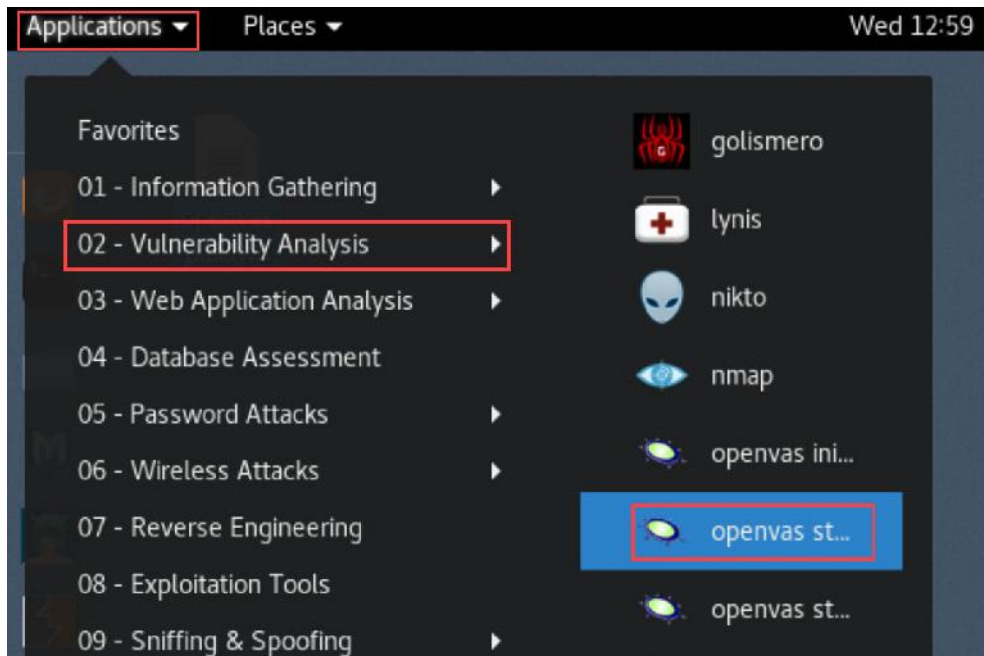 Applications Places Wed 12:59
Favorites
01 - Information Gathering
02 - Vulnerability Analysis
03 - Web Application Analysis
04 - Database Assessment
05 - Password Attacks
06 - Wireless Attacks
07 - Reverse Engineering
08 - Exploitation Tools
09 - Sniffing & Spoofing
golismero
lynis
nikto
nmap
openvas ini...
openvas st...
openvas st...